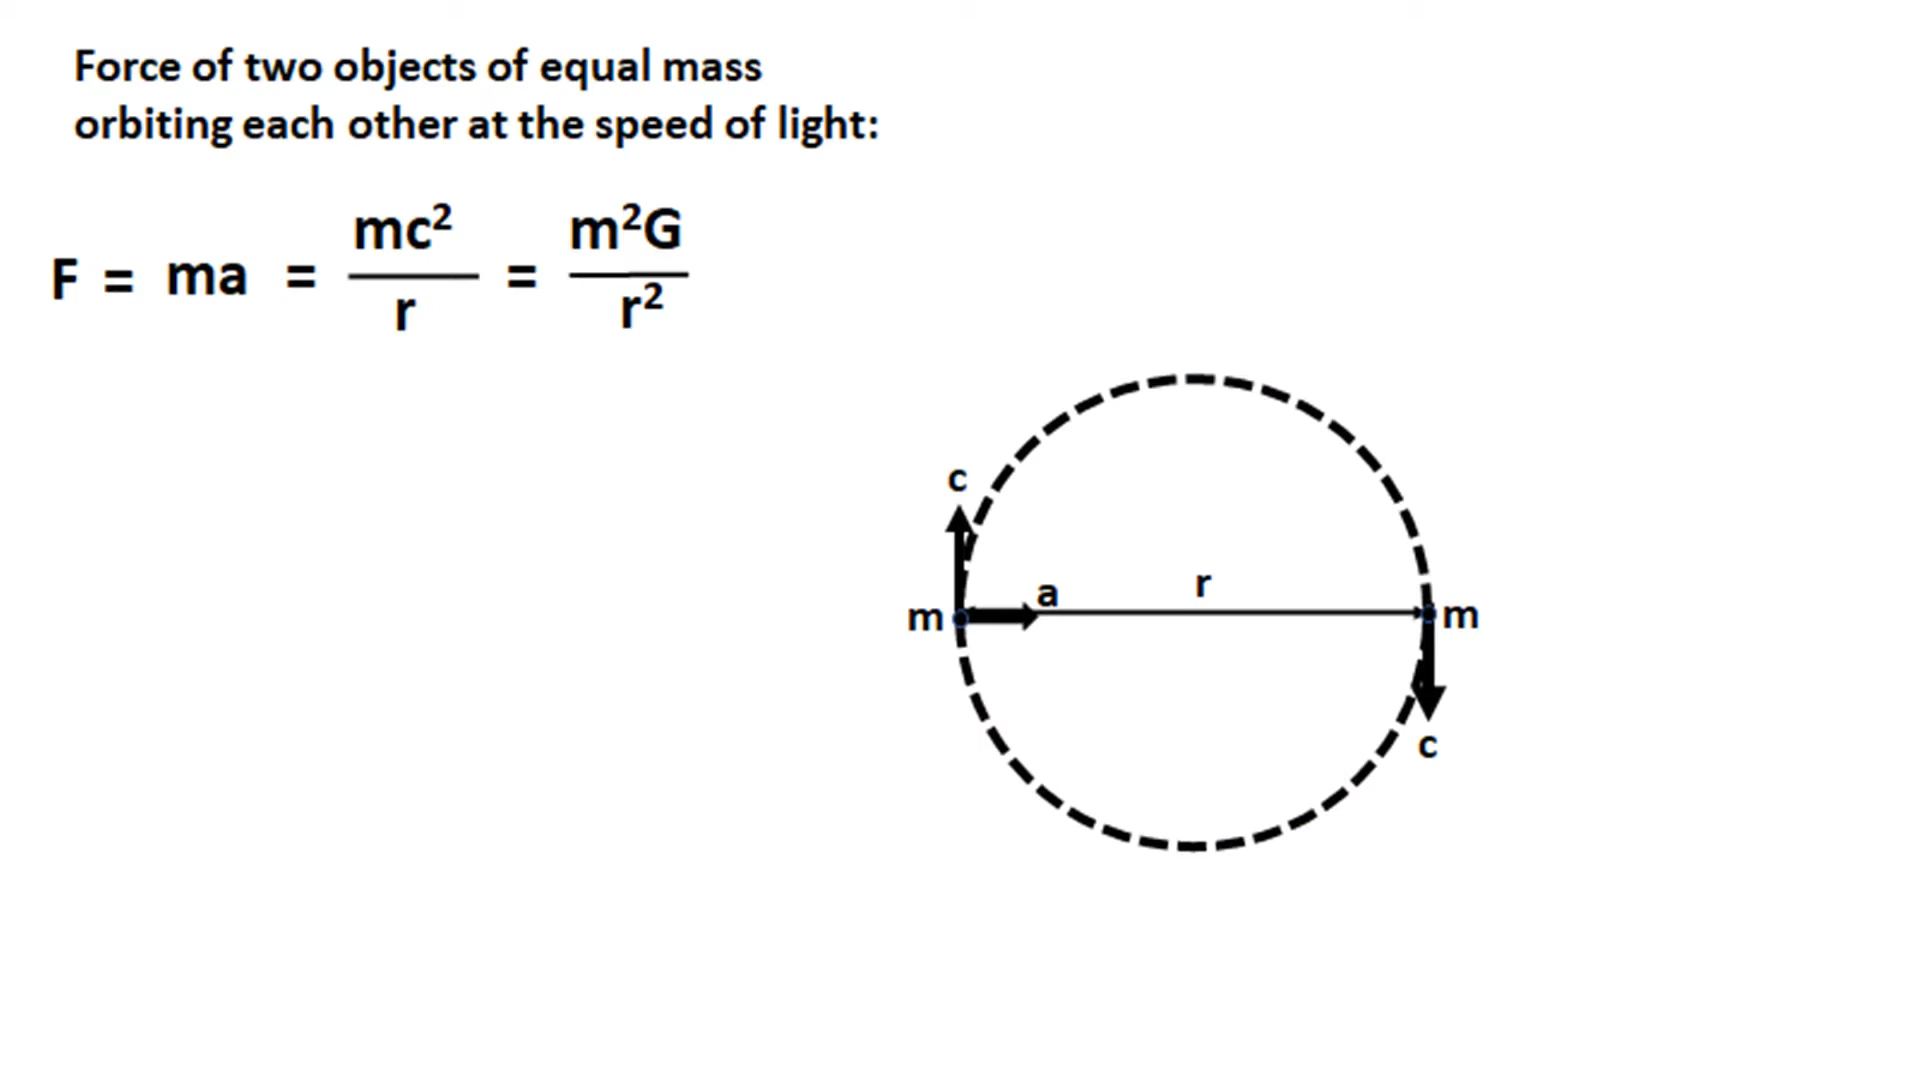 Force of two objects of equal mass
orbiting each other at the speed of light:
F = ma = mc²/r = m²G/r²
c
a
r
m
m
c